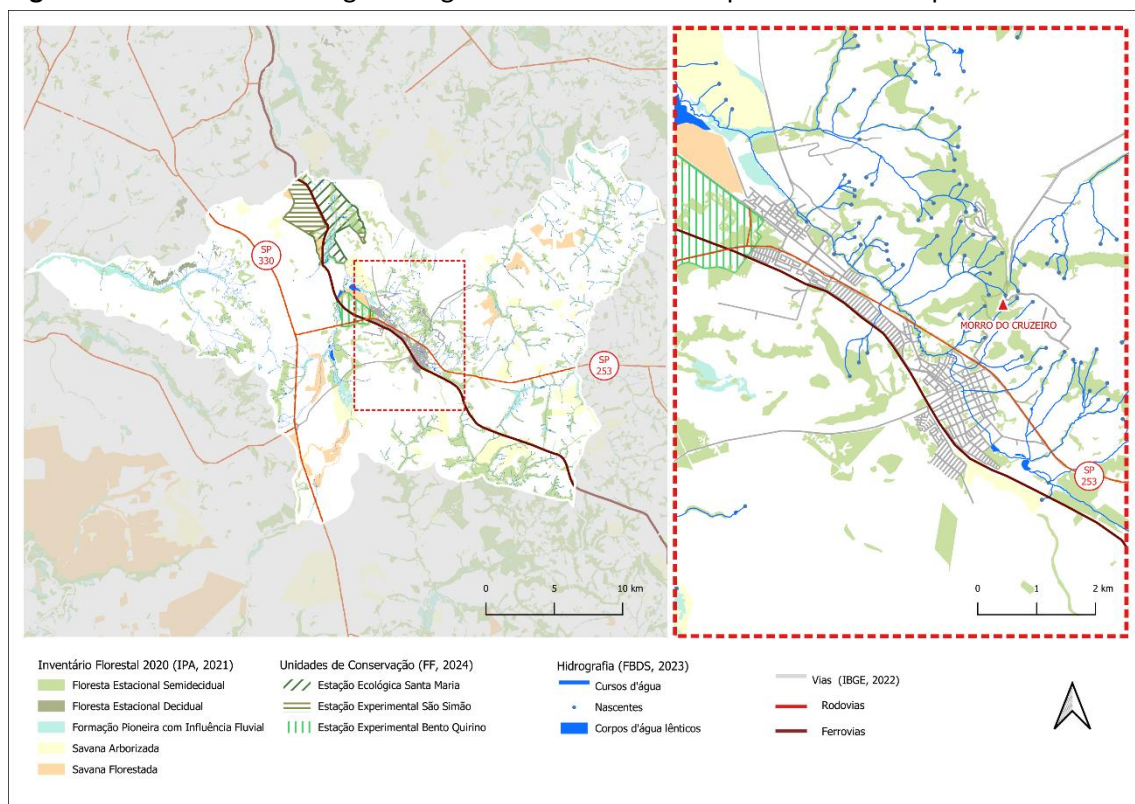 SP
330
SP
253
0 5 10 km
MORRO DO CRUZEIRO
SP
253
0 1 2 km
Inventário Florestal 2020 (IPA, 2021)
Floresta Estacional Semidecidual
Floresta Estacional Decidual
Formação Pioneira com Influência Fluvial
Savana Arborizada
Savana Florestada
Unidades de Conservação (FF, 2024)
Estação Ecológica Santa Maria
Estação Experimental São Simão
Estação Experimental Bento Quirino
Hidrografia (FBDS, 2023)
Cursos d'água
Nascentes
Corpos d'água lênticos
Vias (IBGE, 2022)
Rodovias
Ferrovias